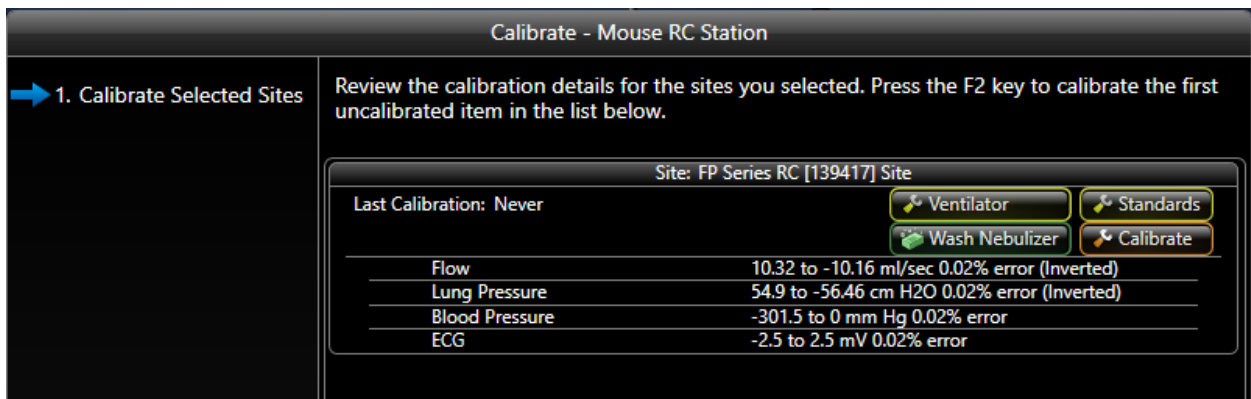 Calibrate - Mouse RC Station
1. Calibrate Selected Sites
Review the calibration details for the sites you selected. Press the F2 key to calibrate the first
uncalibrated item in the list below.
Site: FP Series RC [139417] Site
Last Calibration: Never
Ventilator
Standards
Wash Nebulizer
Calibrate
Flow 10.32 to -10.16 ml/sec 0.02% error (Inverted)
Lung Pressure 54.9 to -56.46 cm H2O 0.02% error (Inverted)
Blood Pressure -301.5 to 0 mm Hg 0.02% error
ECG -2.5 to 2.5 mV 0.02% error